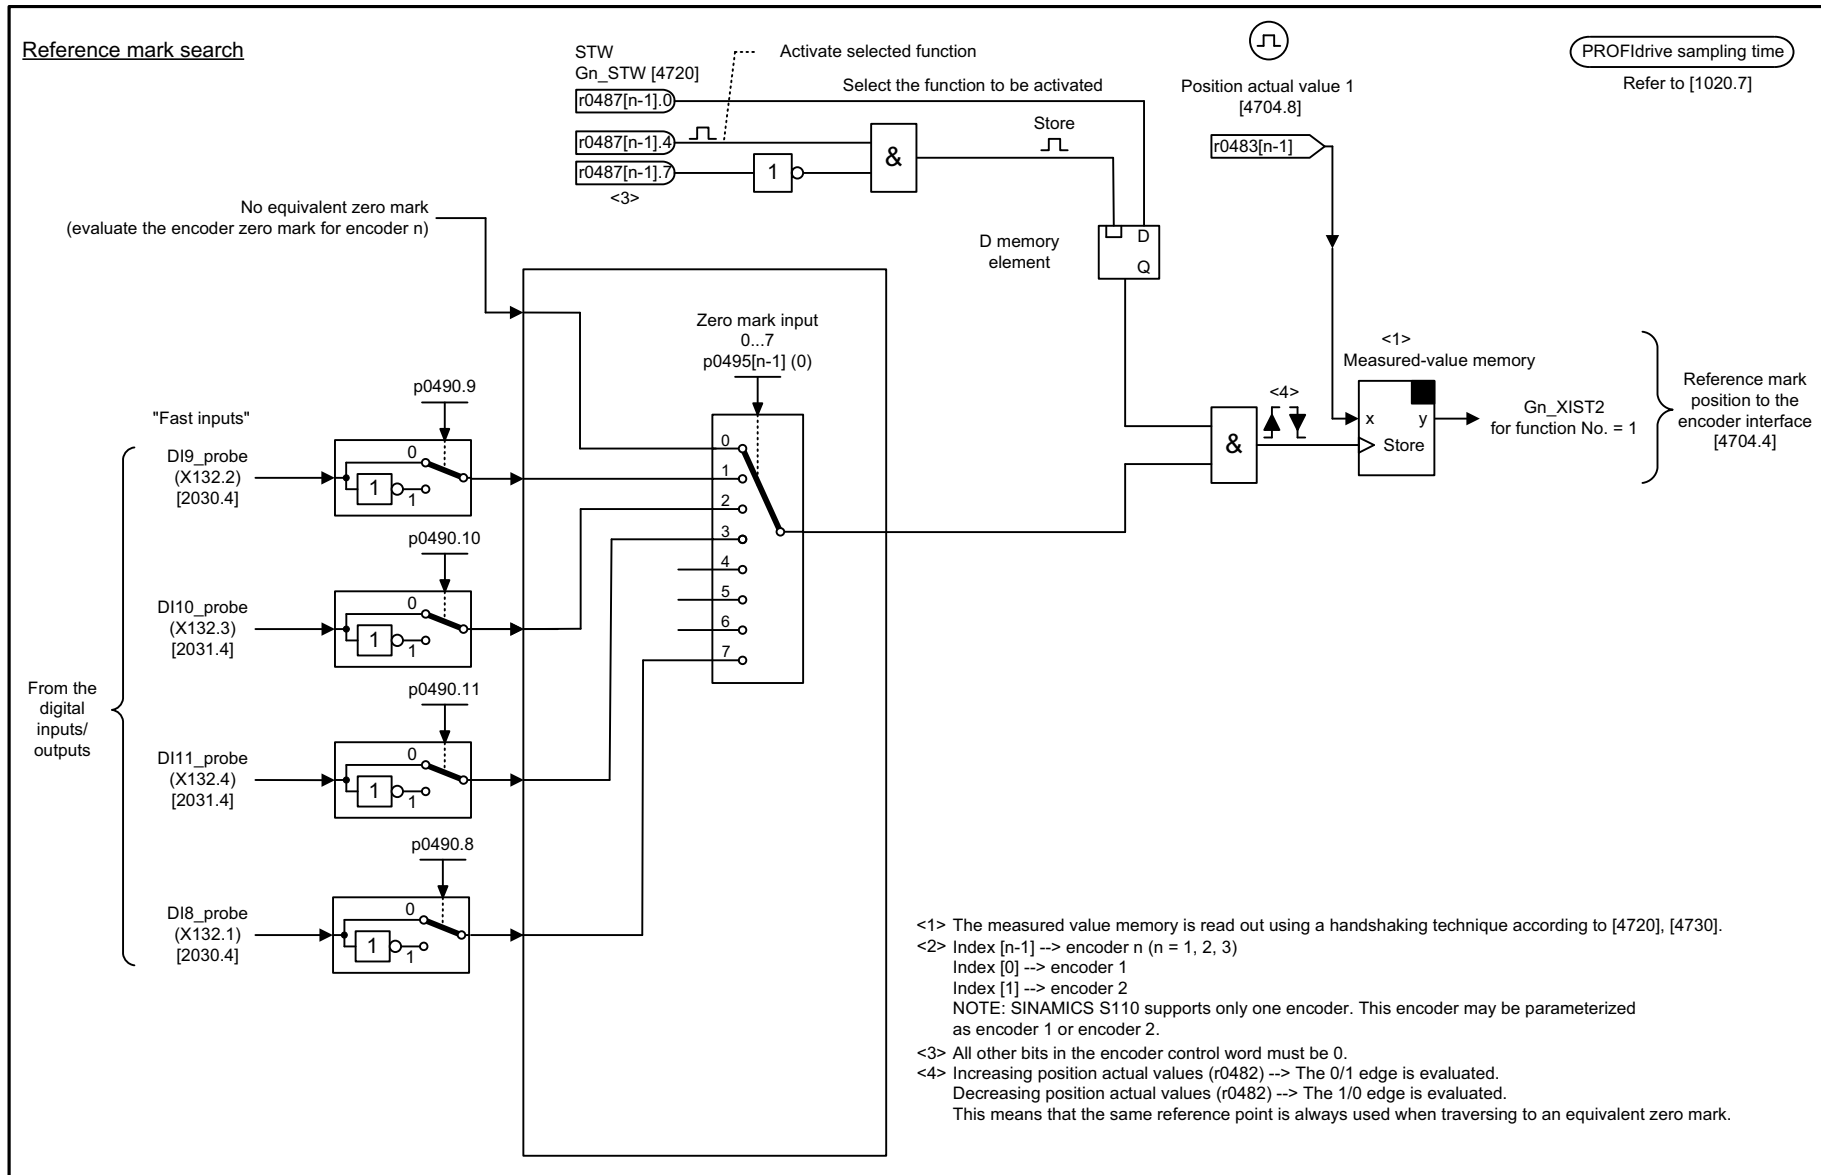 Reference mark search
STW
Gn_STW [4720]
Activate selected function
Select the function to be activated
r0487[n-1].0
r0487[n-1].4
r0487[n-1].7
<3>
1
&
Store
Position actual value 1
[4704.8]
r0483[n-1]
PROFIdrive sampling time
Refer to [1020.7]
No equivalent zero mark
(evaluate the encoder zero mark for encoder n)
D memory
element
D
Q
Zero mark input
0...7
p0495[n-1] (0)
0
1
2
3
4
5
6
7
&
<4>
<1>
Measured-value memory
x
y
Store
Gn_XIST2
for function No. = 1
Reference mark
position to the
encoder interface
[4704.4]
"Fast inputs"
From the
digital
inputs/
outputs
p0490.9
DI9_probe
(X132.2)
[2030.4]
0
1
1
p0490.10
DI10_probe
(X132.3)
[2031.4]
0
1
1
p0490.11
DI11_probe
(X132.4)
[2031.4]
0
1
1
p0490.8
DI8_probe
(X132.1)
[2030.4]
0
1
1
<1> The measured value memory is read out using a handshaking technique according to [4720], [4730].
<2> Index [n-1] --> encoder n (n = 1, 2, 3)
Index [0] --> encoder 1
Index [1] --> encoder 2
NOTE: SINAMICS S110 supports only one encoder. This encoder may be parameterized
as encoder 1 or encoder 2.
<3> All other bits in the encoder control word must be 0.
<4> Increasing position actual values (r0482) --> The 0/1 edge is evaluated.
Decreasing position actual values (r0482) --> The 1/0 edge is evaluated.
This means that the same reference point is always used when traversing to an equivalent zero mark.